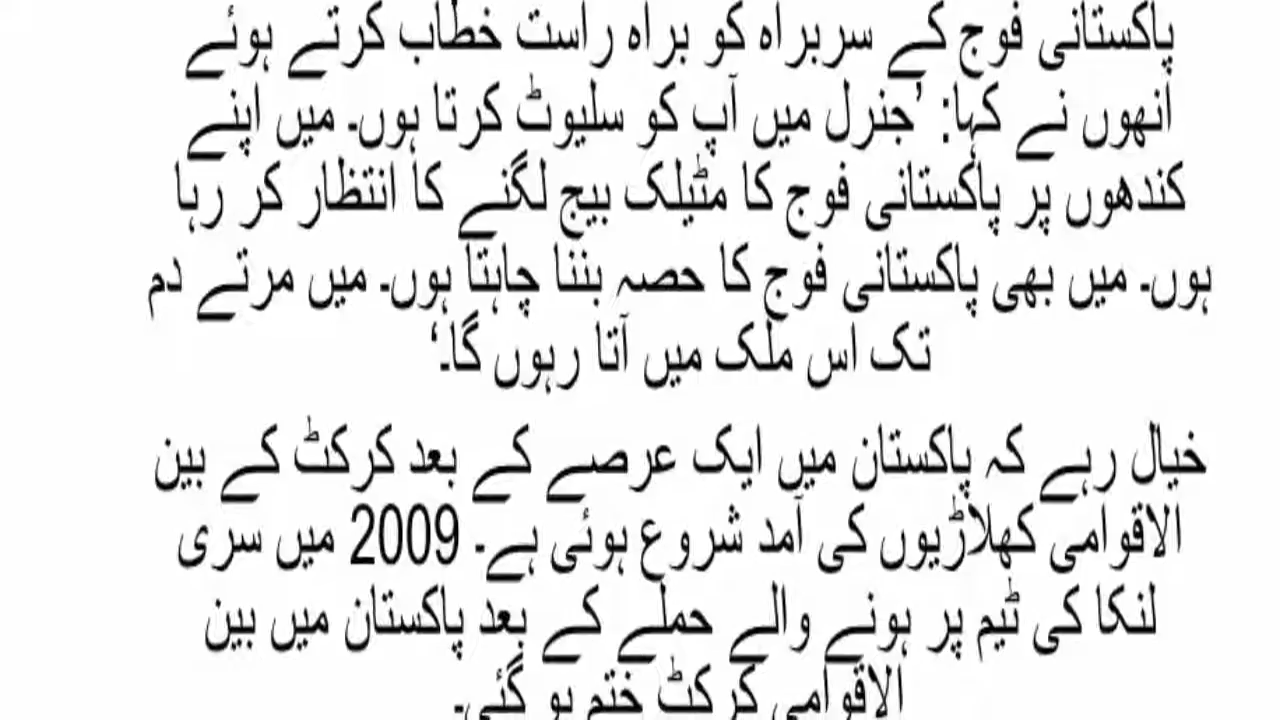 پاکستانی فوج کے سربراہ کو براہ راست خطاب کرتے ہوئے
انھوں نے کہا: ’جنرل میں آپ کو سلیوٹ کرتا ہوں۔ میں اپنے
کندھوں پر پاکستانی فوج کا مٹیلک بیج لگنے کا انتظار کر رہا
ہوں۔ میں بھی پاکستانی فوج کا حصہ بننا چاہتا ہوں۔ میں مرتے دم
تک اس ملک میں آتا رہوں گا۔‘
خیال رہے کہ پاکستان میں ایک عرصے کے بعد کرکٹ کے بین
الاقوامی کھلاڑیوں کی آمد شروع ہوئی ہے۔ 2009 میں سری
لنکا کی ٹیم پر ہونے والے حملے کے بعد پاکستان میں بین
الاقوامی کرکٹ ختم ہو گئی۔